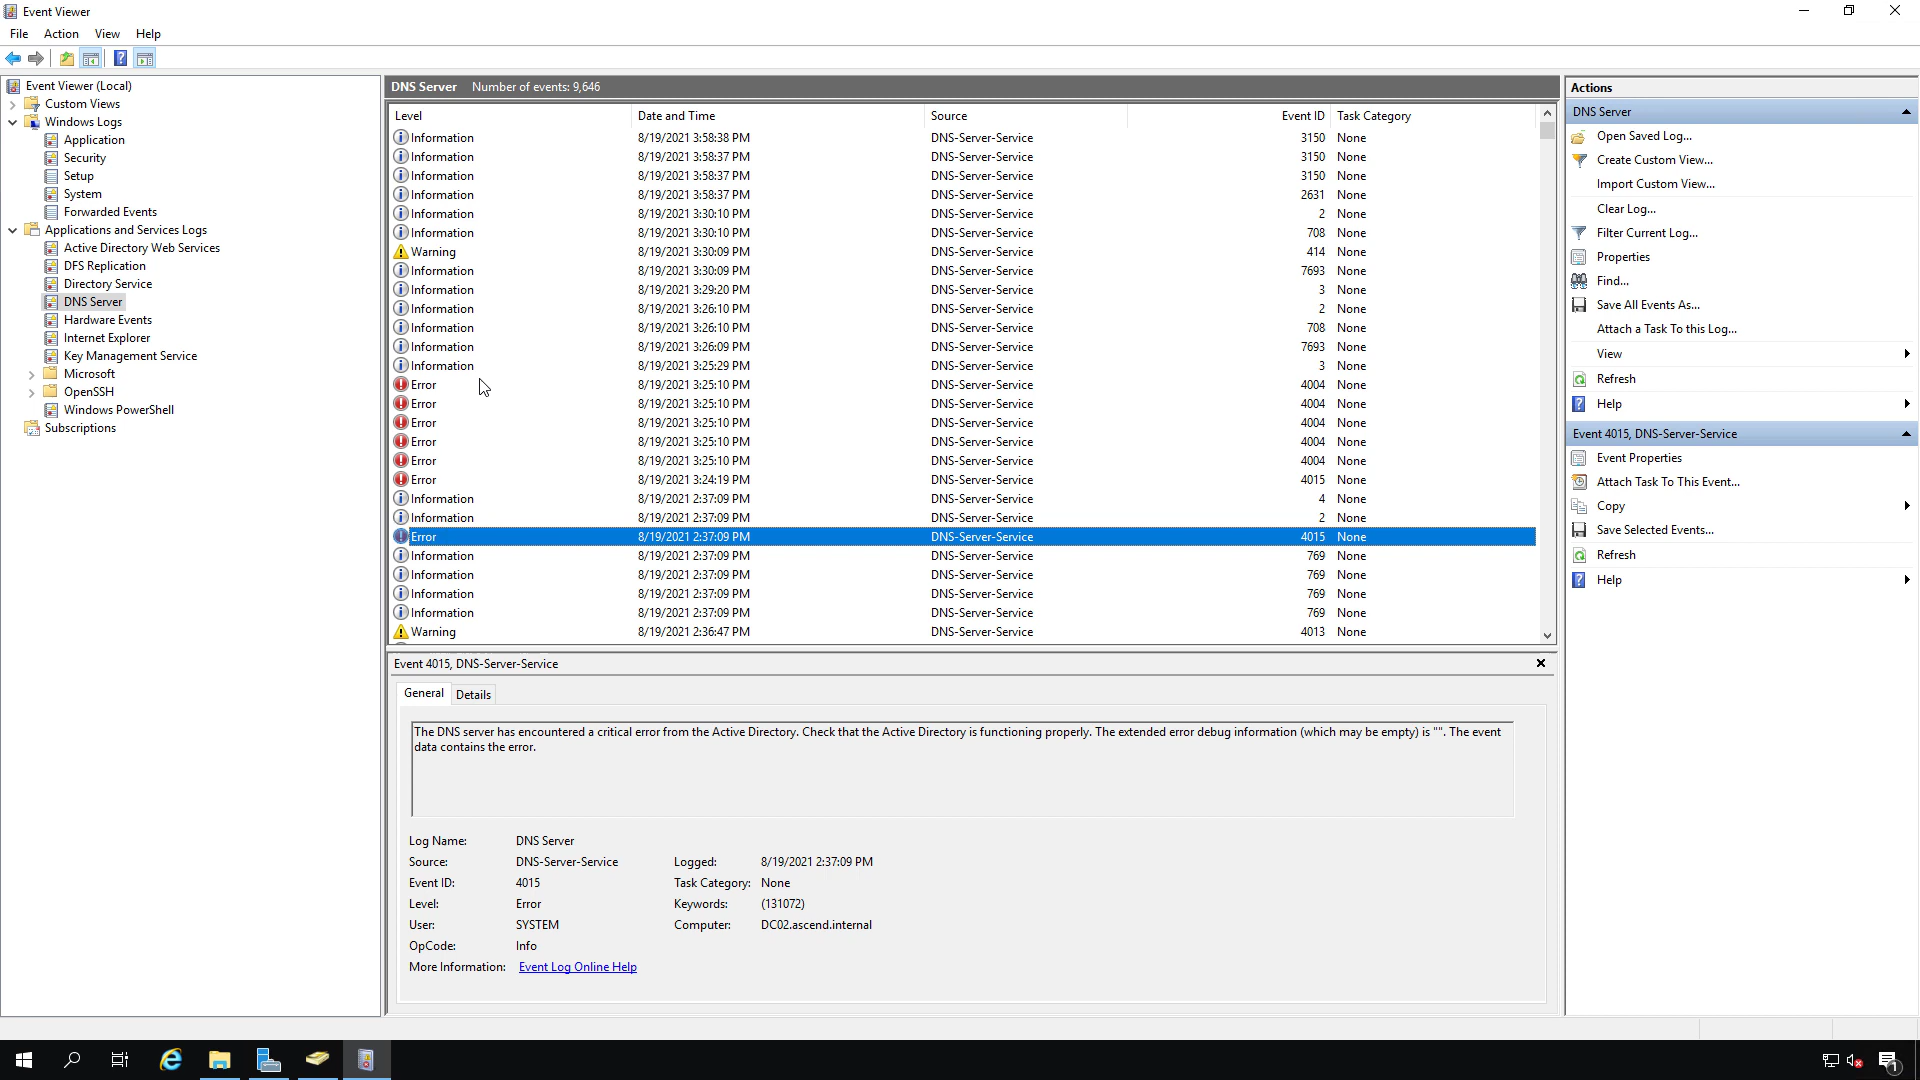 Event Viewer
File Action View Help
Event Viewer (Local)
Custom Views
Windows Logs
Application
Security
Setup
System
Forwarded Events
Applications and Services Logs
Active Directory Web Services
DFS Replication
Directory Service
DNS Server
Hardware Events
Internet Explorer
Key Management Service
Microsoft
OpenSSH
Windows PowerShell
Subscriptions
DNS Server Number of events: 9,646
Level Date and Time Source Event ID Task Category
Information 8/19/2021 3:58:38 PM DNS-Server-Service 3150 None
Information 8/19/2021 3:58:37 PM DNS-Server-Service 3150 None
Information 8/19/2021 3:58:37 PM DNS-Server-Service 3150 None
Information 8/19/2021 3:58:37 PM DNS-Server-Service 2631 None
Information 8/19/2021 3:30:10 PM DNS-Server-Service 2 None
Information 8/19/2021 3:30:10 PM DNS-Server-Service 708 None
Warning 8/19/2021 3:30:09 PM DNS-Server-Service 414 None
Information 8/19/2021 3:30:09 PM DNS-Server-Service 7693 None
Information 8/19/2021 3:29:20 PM DNS-Server-Service 3 None
Information 8/19/2021 3:26:10 PM DNS-Server-Service 2 None
Information 8/19/2021 3:26:10 PM DNS-Server-Service 708 None
Information 8/19/2021 3:26:09 PM DNS-Server-Service 7693 None
Information 8/19/2021 3:25:29 PM DNS-Server-Service 3 None
Error 8/19/2021 3:25:10 PM DNS-Server-Service 4004 None
Error 8/19/2021 3:25:10 PM DNS-Server-Service 4004 None
Error 8/19/2021 3:25:10 PM DNS-Server-Service 4004 None
Error 8/19/2021 3:25:10 PM DNS-Server-Service 4004 None
Error 8/19/2021 3:25:10 PM DNS-Server-Service 4004 None
Error 8/19/2021 3:24:19 PM DNS-Server-Service 4015 None
Information 8/19/2021 2:37:09 PM DNS-Server-Service 4 None
Information 8/19/2021 2:37:09 PM DNS-Server-Service 2 None
Error 8/19/2021 2:37:09 PM DNS-Server-Service 4015 None
Information 8/19/2021 2:37:09 PM DNS-Server-Service 769 None
Information 8/19/2021 2:37:09 PM DNS-Server-Service 769 None
Information 8/19/2021 2:37:09 PM DNS-Server-Service 769 None
Information 8/19/2021 2:37:09 PM DNS-Server-Service 769 None
Warning 8/19/2021 2:36:47 PM DNS-Server-Service 4013 None
Event 4015, DNS-Server-Service
General Details
The DNS server has encountered a critical error from the Active Directory. Check that the Active Directory is functioning properly. The extended error debug information (which may be empty) is "". The event
data contains the error.
Log Name: DNS Server
Source: DNS-Server-Service Logged: 8/19/2021 2:37:09 PM
Event ID: 4015 Task Category: None
Level: Error Keywords: (131072)
User: SYSTEM Computer: DC02.ascend.internal
OpCode: Info
More Information: Event Log Online Help
Actions
DNS Server
Open Saved Log...
Create Custom View...
Import Custom View...
Clear Log...
Filter Current Log...
Properties
Find...
Save All Events As...
Attach a Task To this Log...
View
Refresh
Help
Event 4015, DNS-Server-Service
Event Properties
Attach Task To This Event...
Copy
Save Selected Events...
Refresh
Help
1